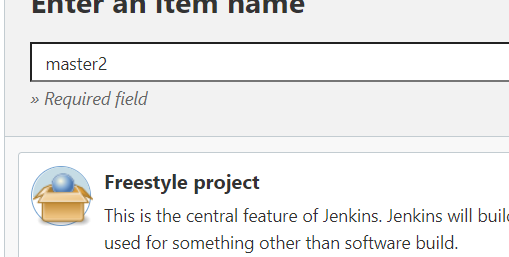 Enter an item name
master2
» Required field
Freestyle project
This is the central feature of Jenkins. Jenkins will build
used for something other than software build.